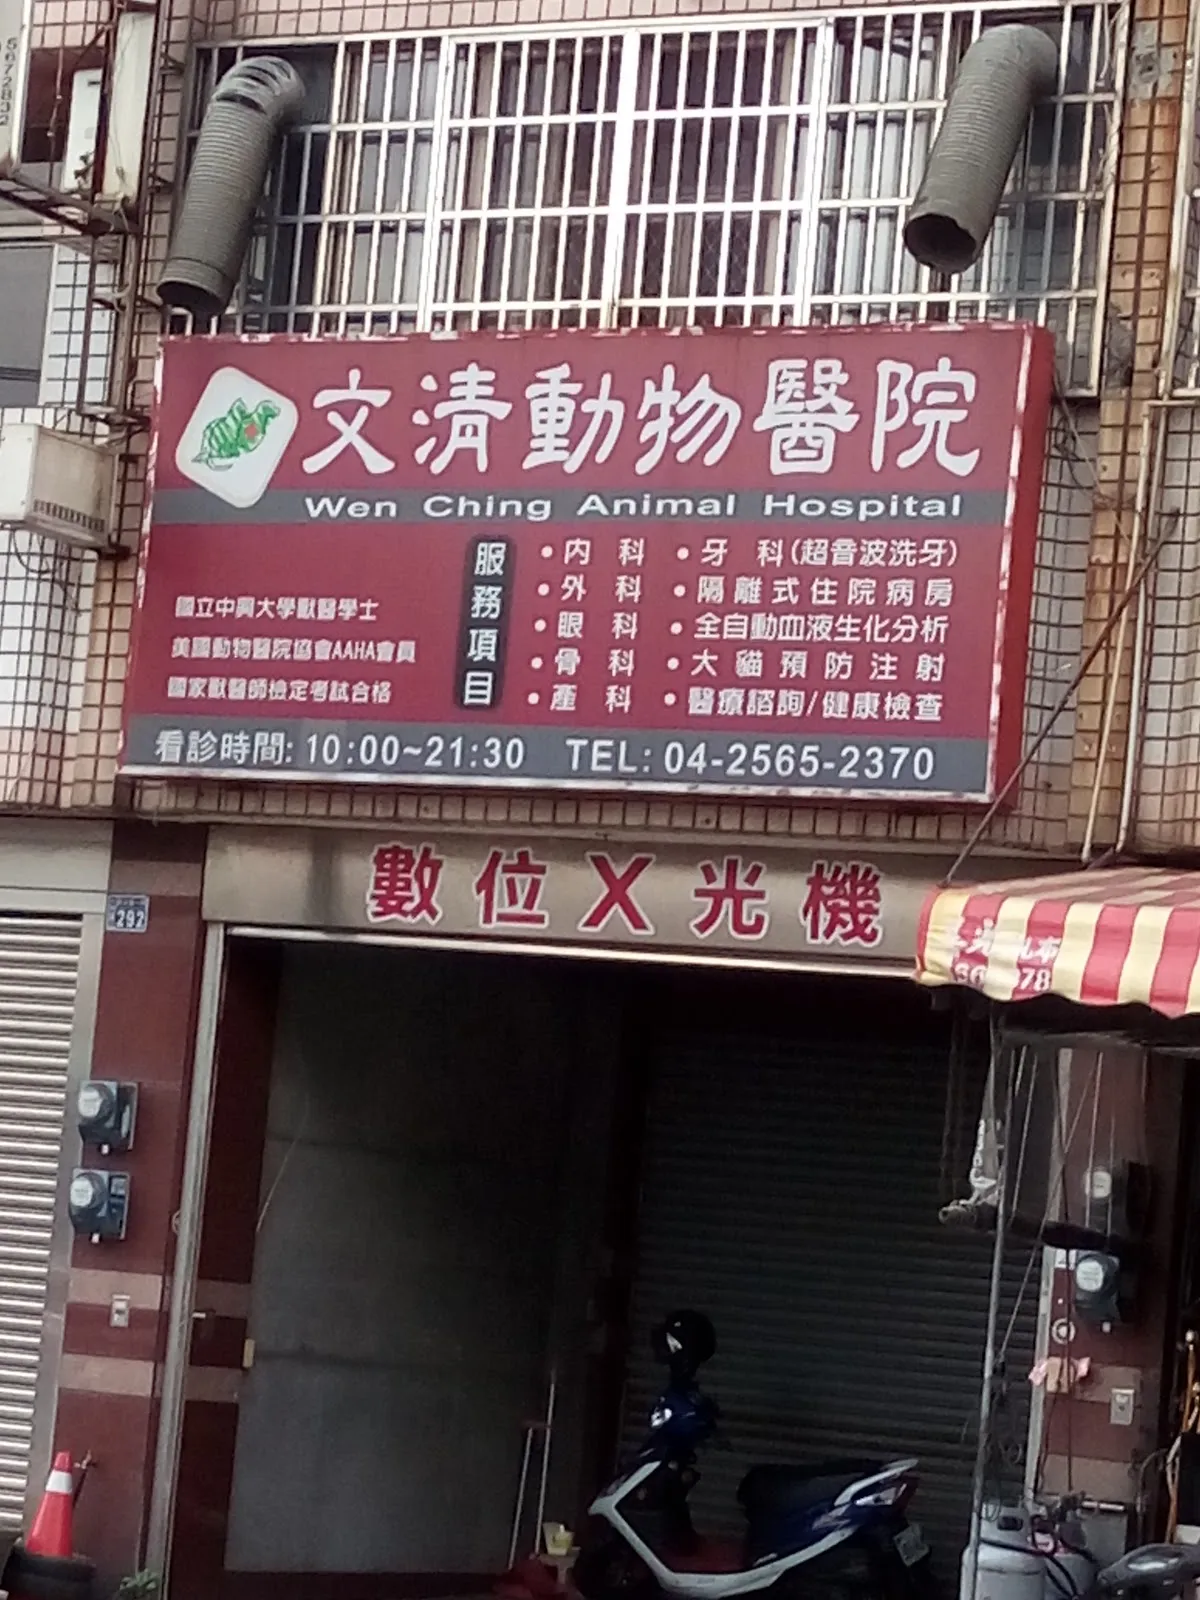 文清動物醫院
Wen Ching Animal Hospital
國立中興大學獸醫學士
美國動物醫院協會AAHA會員
國家獸醫師檢定考試合格
服務項目
•內 科 •牙 科(超音波洗牙)
•外 科 •隔離式住院病房
•眼 科 •全自動血液生化分析
•骨 科 •大貓預防注射
•產 科 •醫療諮詢/健康檢查
看診時間: 10:00~21:30 TEL: 04-2565-2370
數位X光機
292